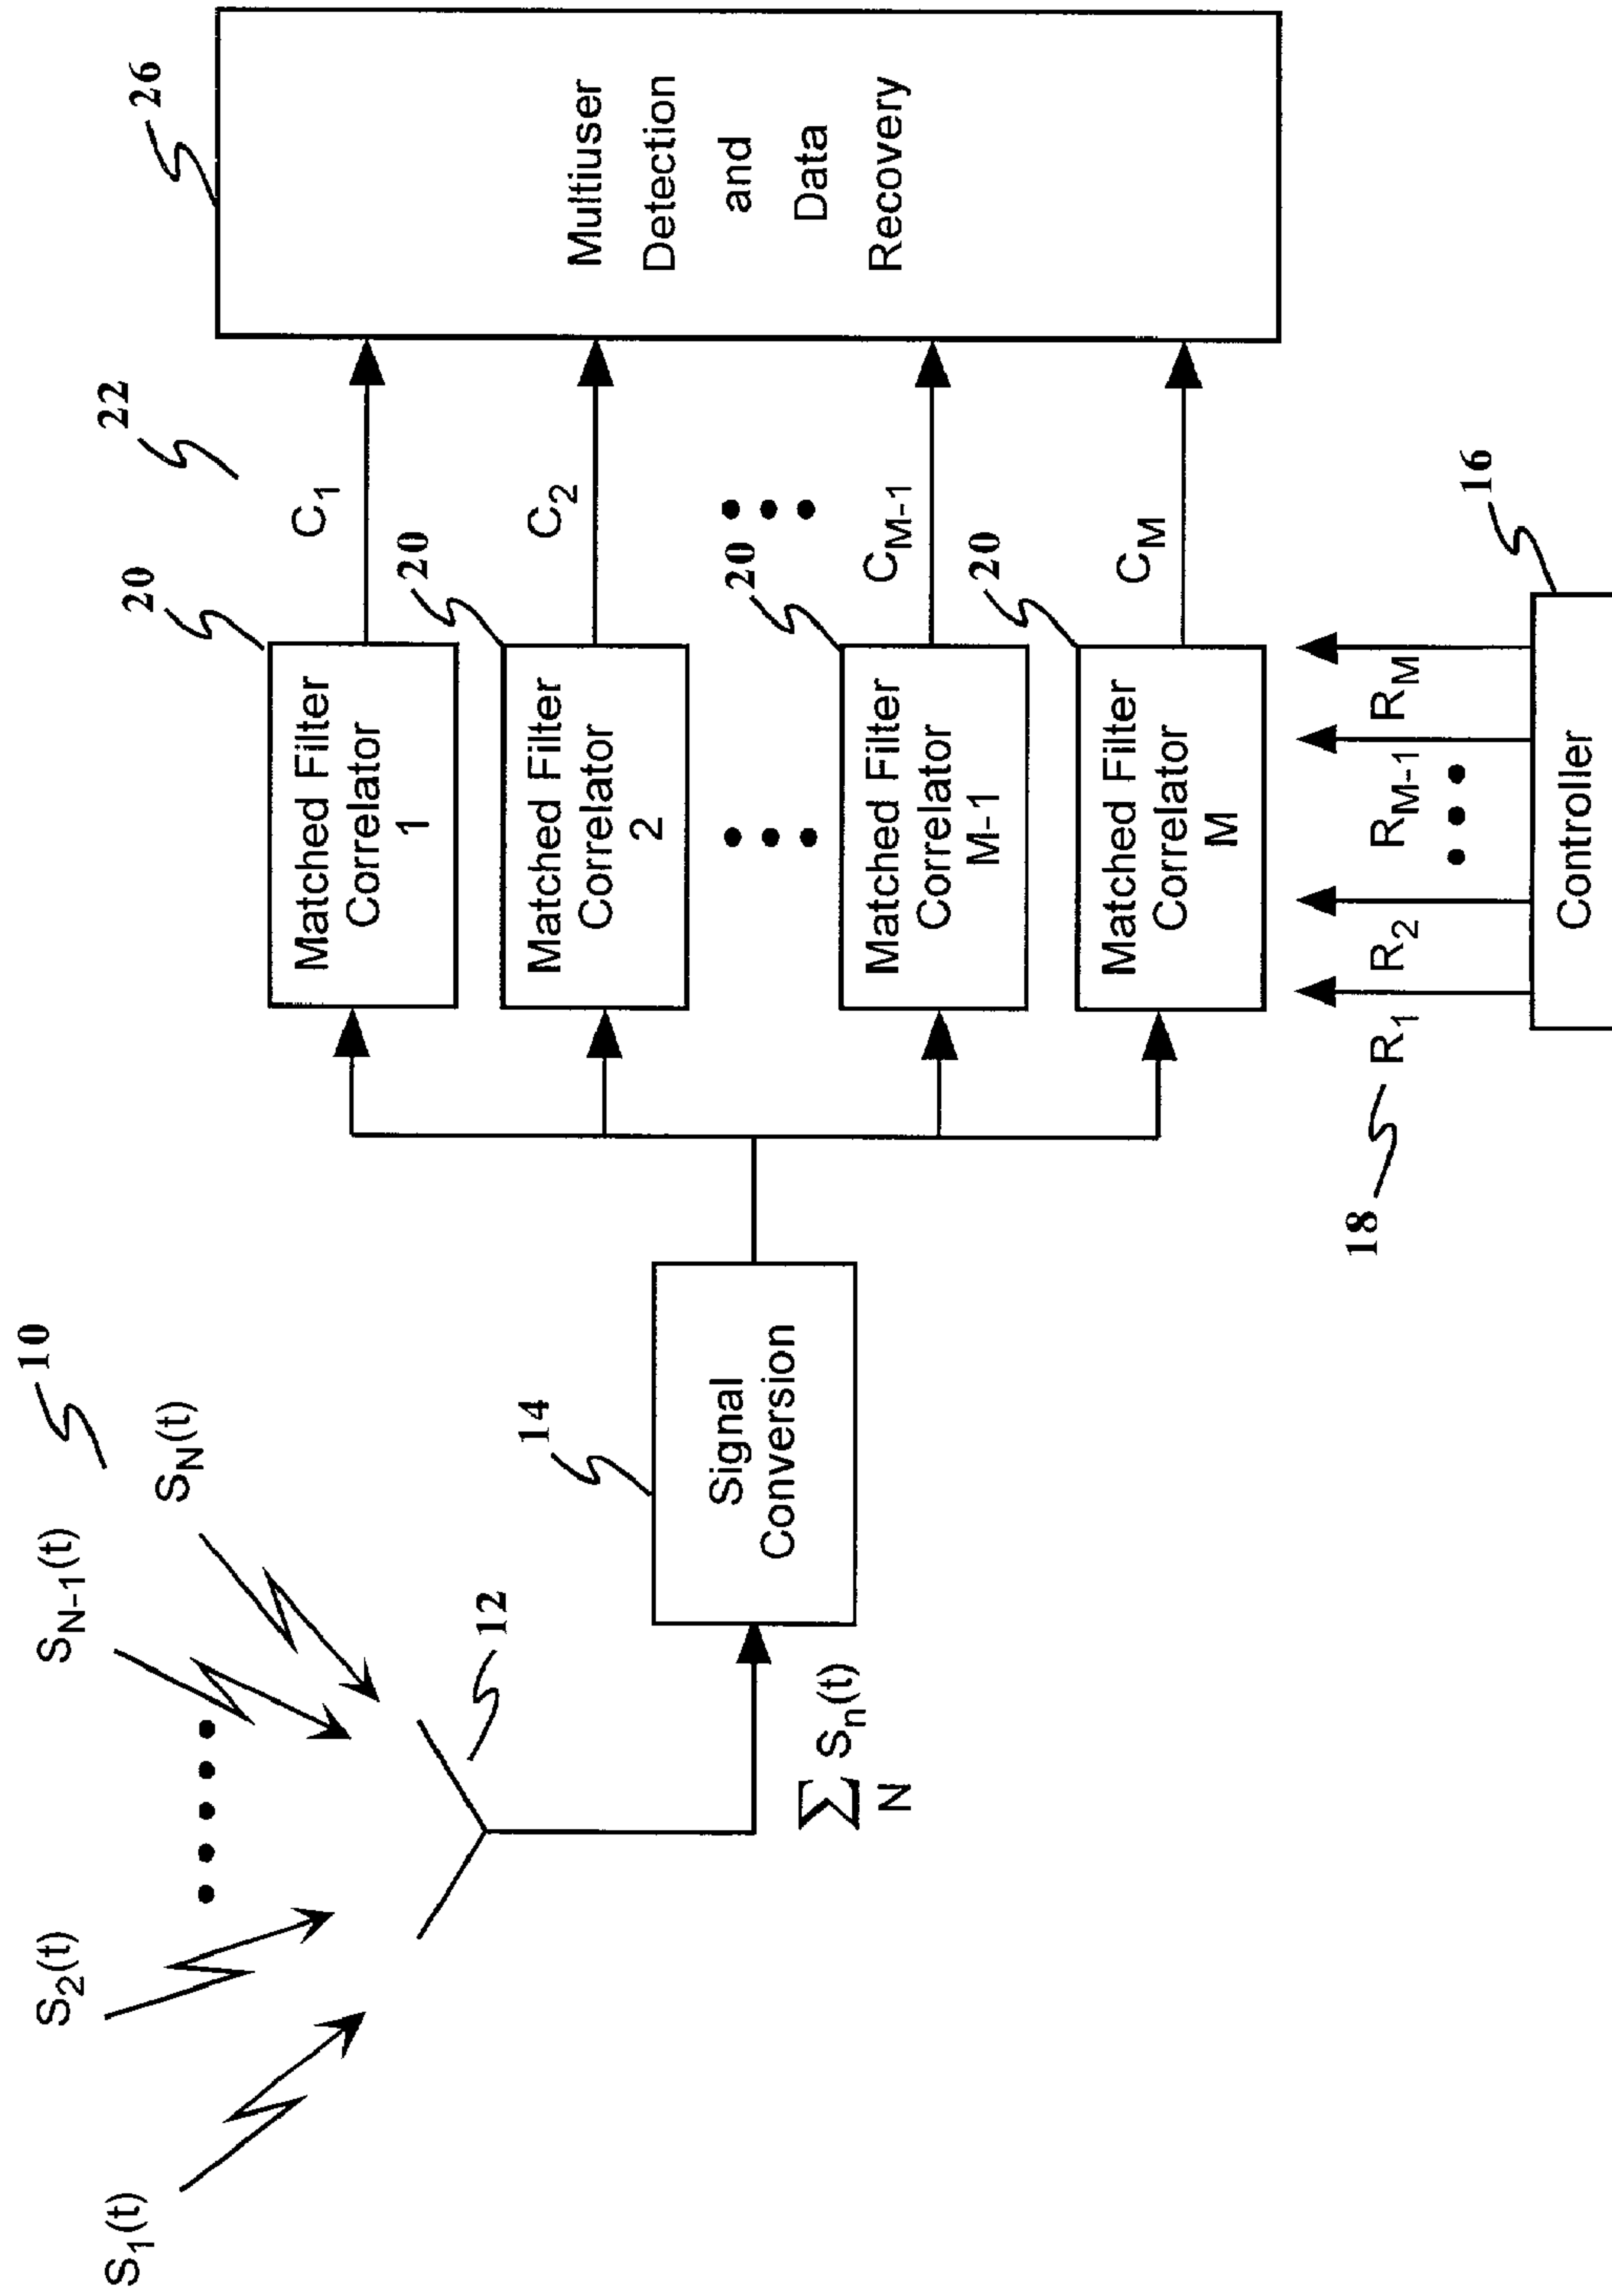 10
S1(t)
S2(t)
SN-1(t)
SN(t)
12
∑ Sn(t)
N
14
Signal
Conversion
20
Matched Filter
Correlator
1
20
Matched Filter
Correlator
2
20
Matched Filter
Correlator
M-1
20
Matched Filter
Correlator
M
22
C1
C2
CM-1
CM
26
Multiuser
Detection
and
Data
Recovery
18
R1
R2
RM-1
RM
16
Controller